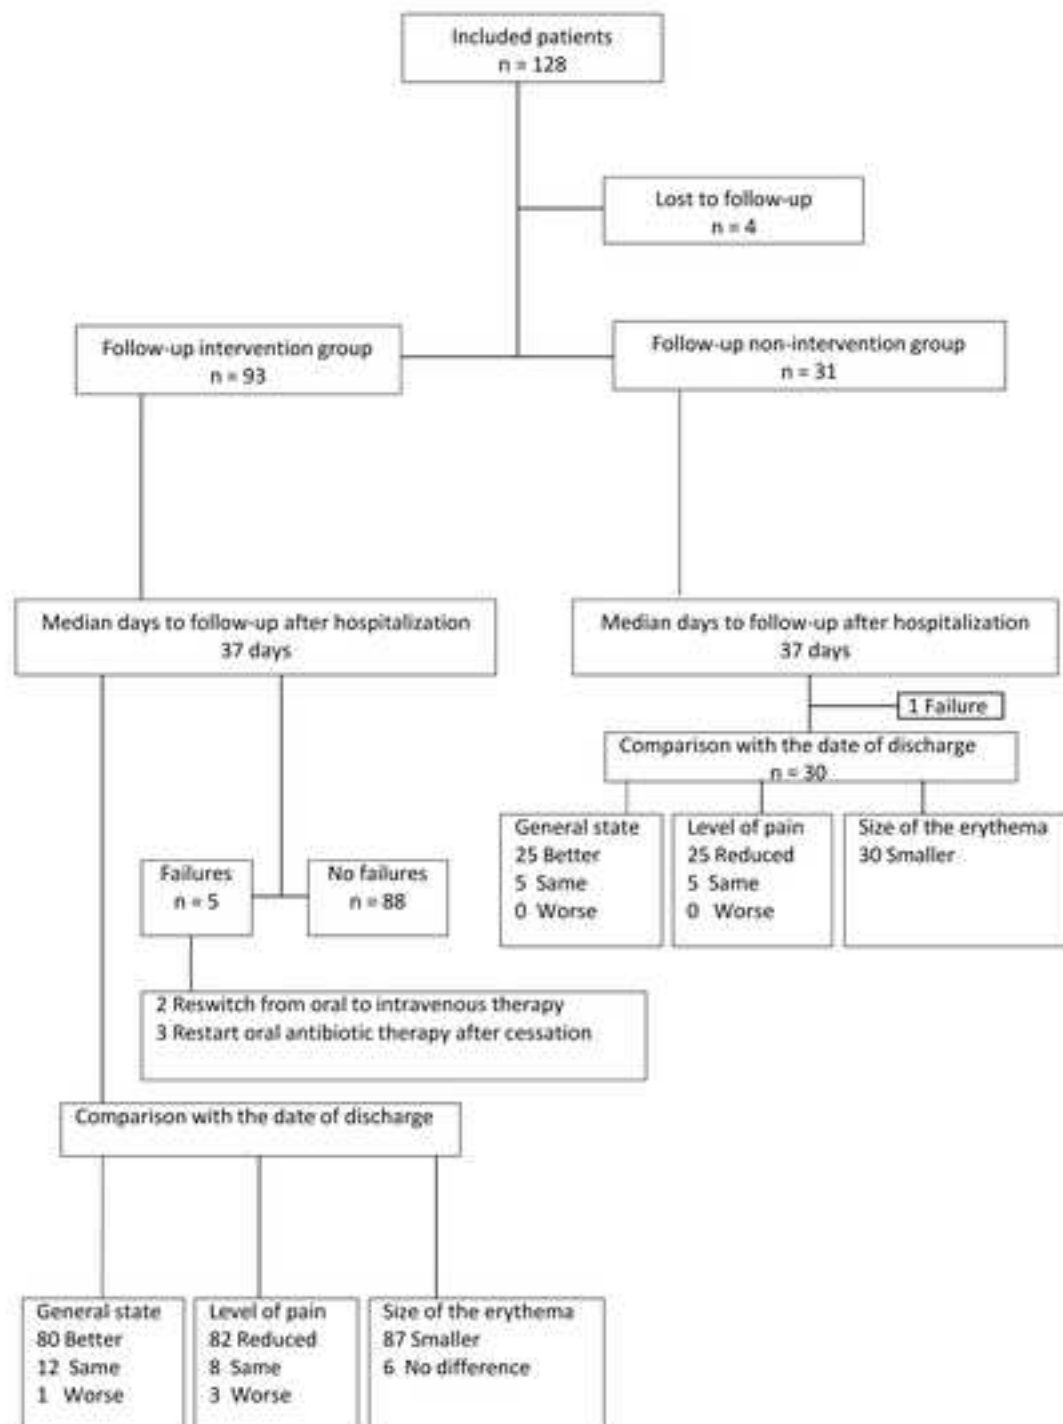 Included patients
n = 128
Lost to follow-up
n = 4
Follow-up intervention group
n = 93
Follow-up non-intervention group
n = 31
Median days to follow-up after hospitalization
37 days
Median days to follow-up after hospitalization
37 days
1 Failure
Comparison with the date of discharge
n = 30
General state
25 Better
5 Same
0 Worse
Level of pain
25 Reduced
5 Same
0 Worse
Size of the erythema
30 Smaller
Failures
n = 5
No failures
n = 88
2 Reswitch from oral to intravenous therapy
3 Restart oral antibiotic therapy after cessation
Comparison with the date of discharge
General state
80 Better
12 Same
1 Worse
Level of pain
82 Reduced
8 Same
3 Worse
Size of the erythema
87 Smaller
6 No difference